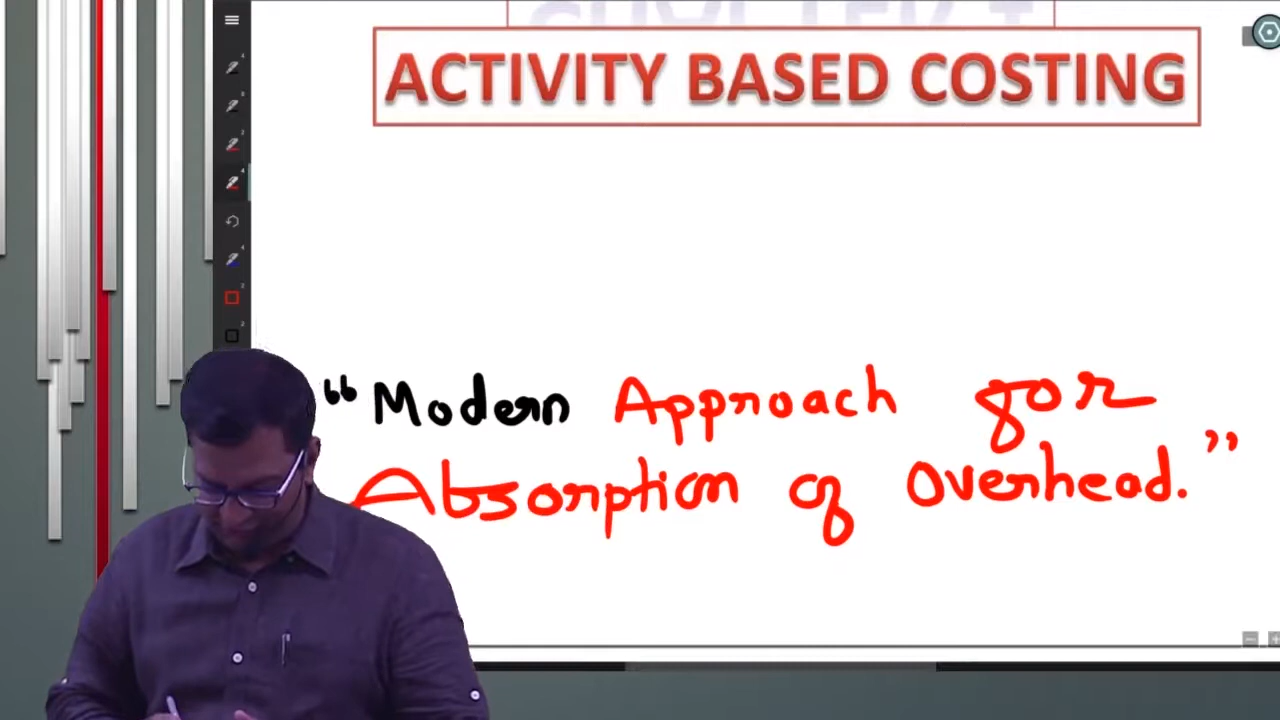 ACTIVITY BASED COSTING
“Modern Approach for
Absorption of Overhead.”